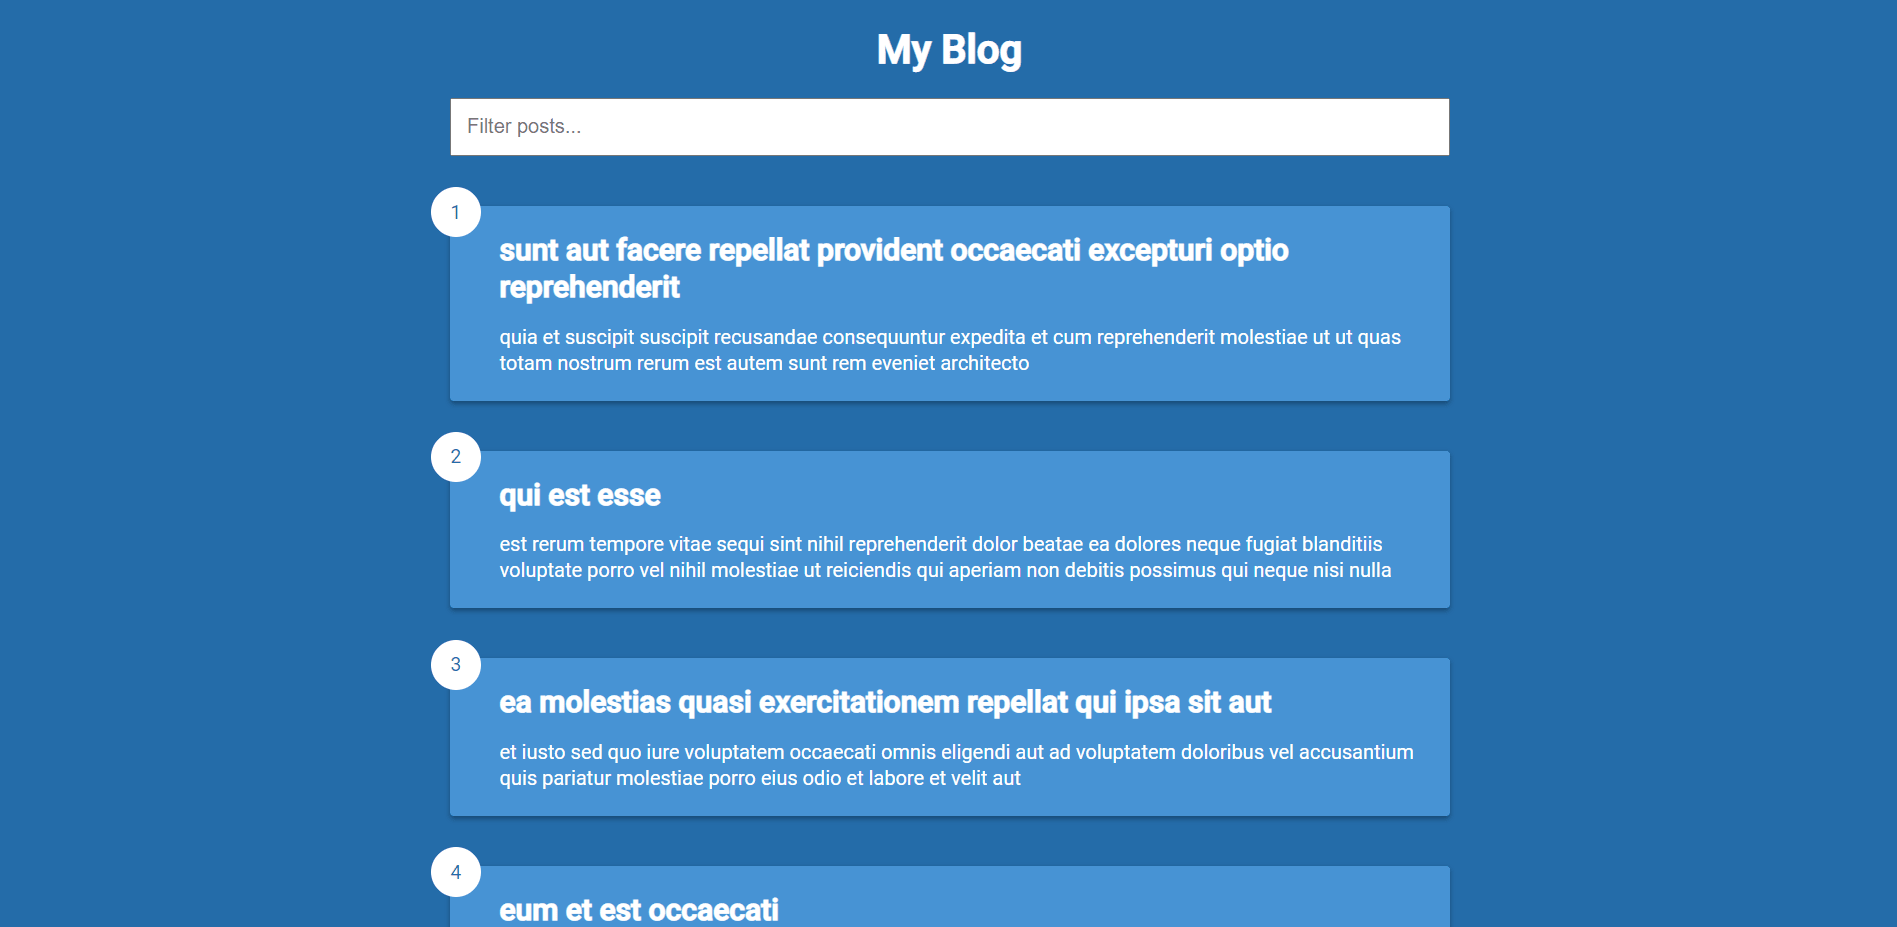 My Blog
Filter posts...
1
sunt aut facere repellat provident occaecati excepturi optio
reprehenderit
quia et suscipit suscipit recusandae consequuntur expedita et cum reprehenderit molestiae ut ut quas
totam nostrum rerum est autem sunt rem eveniet architecto
2
qui est esse
est rerum tempore vitae sequi sint nihil reprehenderit dolor beatae ea dolores neque fugiat blanditiis
voluptate porro vel nihil molestiae ut reiciendis qui aperiam non debitis possimus qui neque nisi nulla
3
ea molestias quasi exercitationem repellat qui ipsa sit aut
et iusto sed quo iure voluptatem occaecati omnis eligendi aut ad voluptatem doloribus vel accusantium
quis pariatur molestiae porro eius odio et labore et velit aut
4
eum et est occaecati